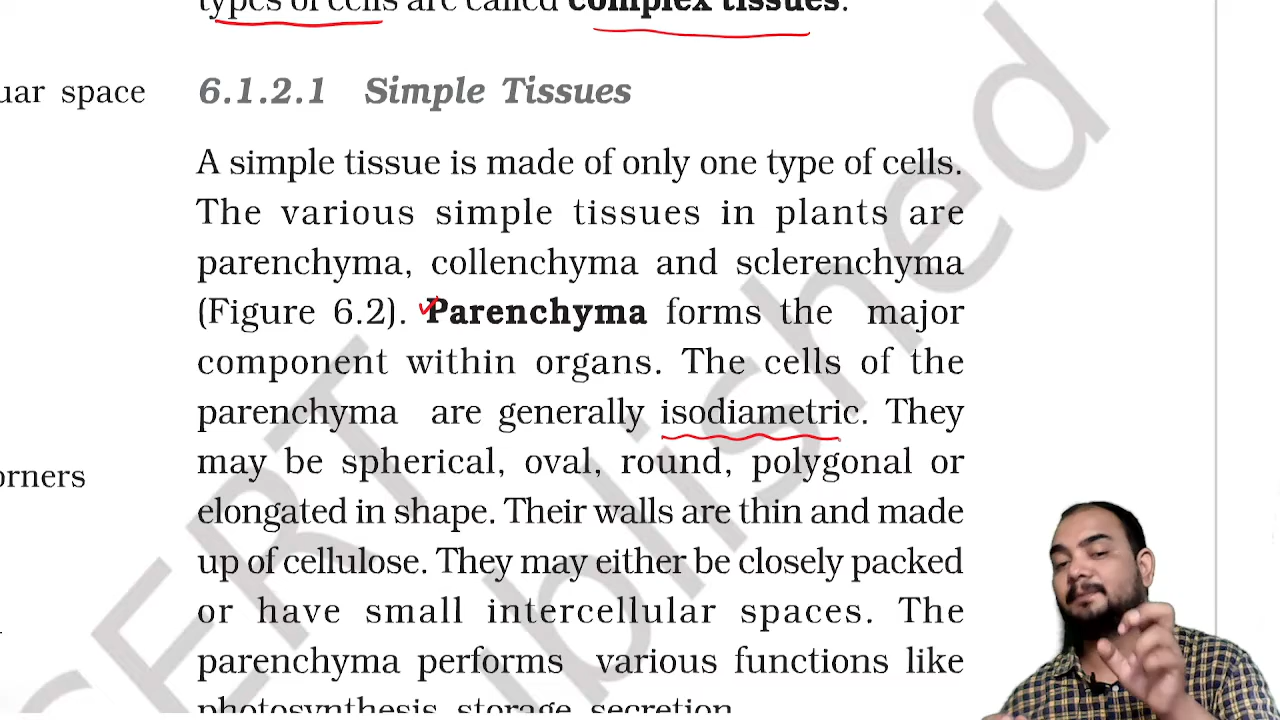 types of cells are called complex tissues.
uar space
6.1.2.1 Simple Tissues
A simple tissue is made of only one type of cells.
The various simple tissues in plants are
parenchyma, collenchyma and sclerenchyma
(Figure 6.2). Parenchyma forms the major
component within organs. The cells of the
parenchyma are generally isodiametric. They
may be spherical, oval, round, polygonal or
orners
elongated in shape. Their walls are thin and made
up of cellulose. They may either be closely packed
or have small intercellular spaces. The
parenchyma performs various functions like
photosynthesis, storage, secretion.